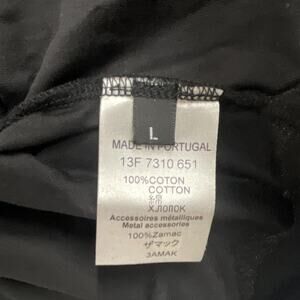 L
MADE IN PORTUGAL
13F 7310 651
100%COTON
COTTON
綿
ХЛОПОК
Accessoires métalliques
Metal accessories
100%Zamac
ザマック
ЗАМАК